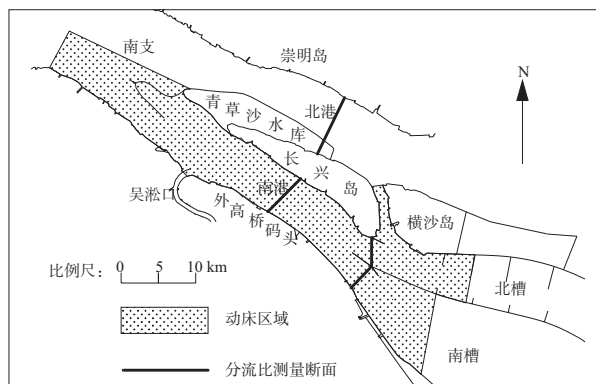 南支
崇明岛
N
青草沙水库
北港
长兴岛
南港
吴淞口
外高桥码头
横沙岛
比例尺: 0 5 10 km
北槽
动床区域
南槽
分流比测量断面